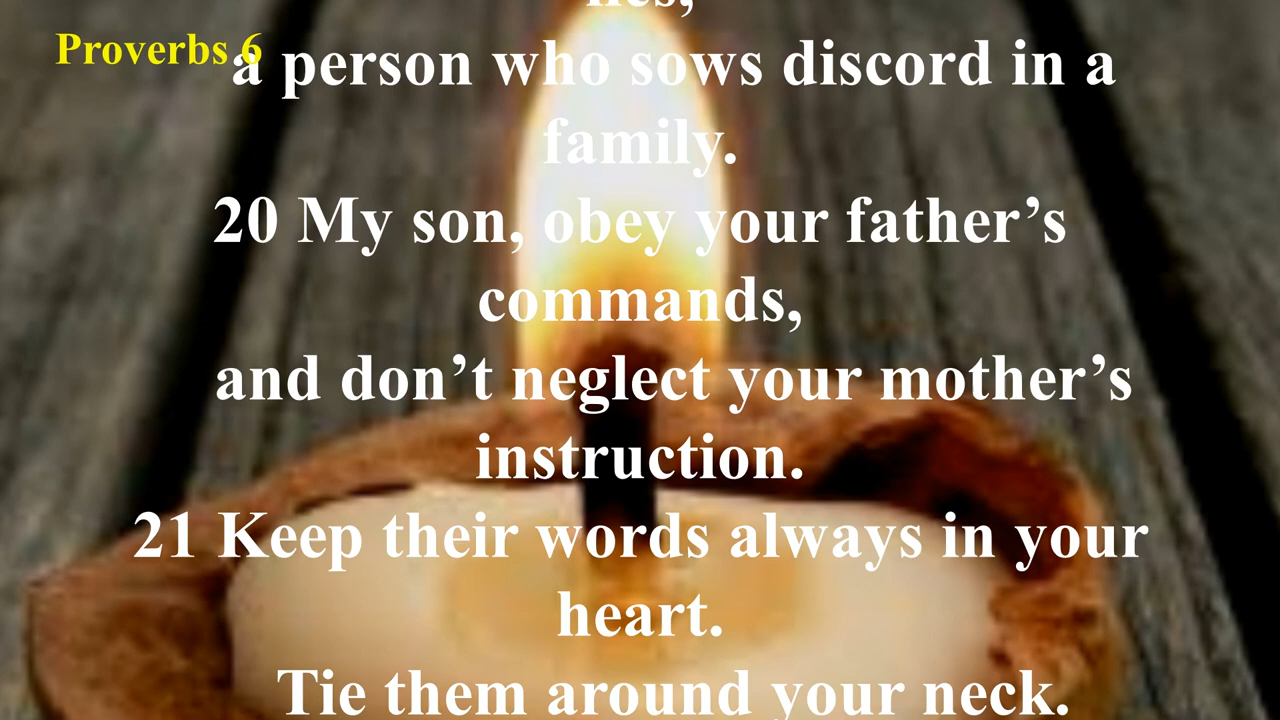 lies,
Proverbs 6
a person who sows discord in a
family.
20 My son, obey your father’s
commands,
and don’t neglect your mother’s
instruction.
21 Keep their words always in your
heart.
Tie them around your neck.